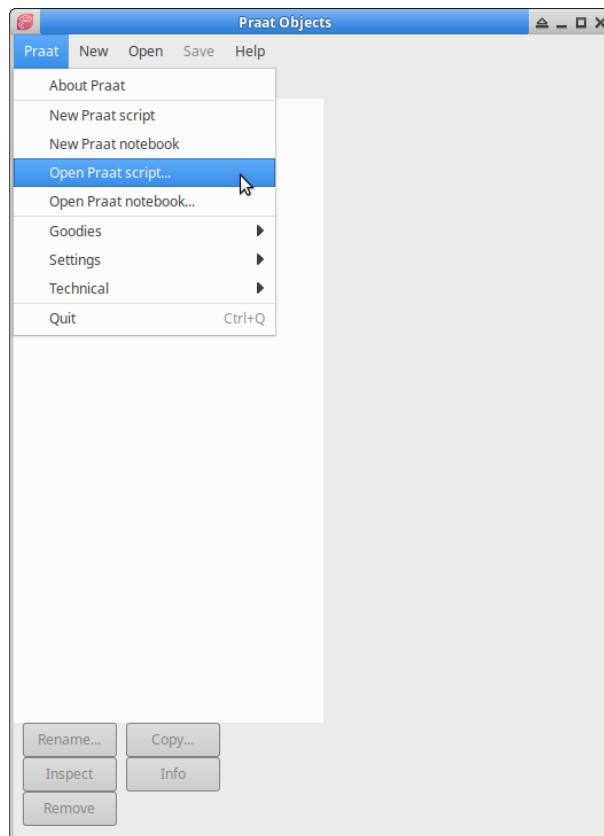 Praat Objects
Praat New Open Save Help
About Praat
New Praat script
New Praat notebook
Open Praat script...
Open Praat notebook...
Goodies
Settings
Technical
Quit Ctrl+Q
Rename... Copy...
Inspect Info
Remove